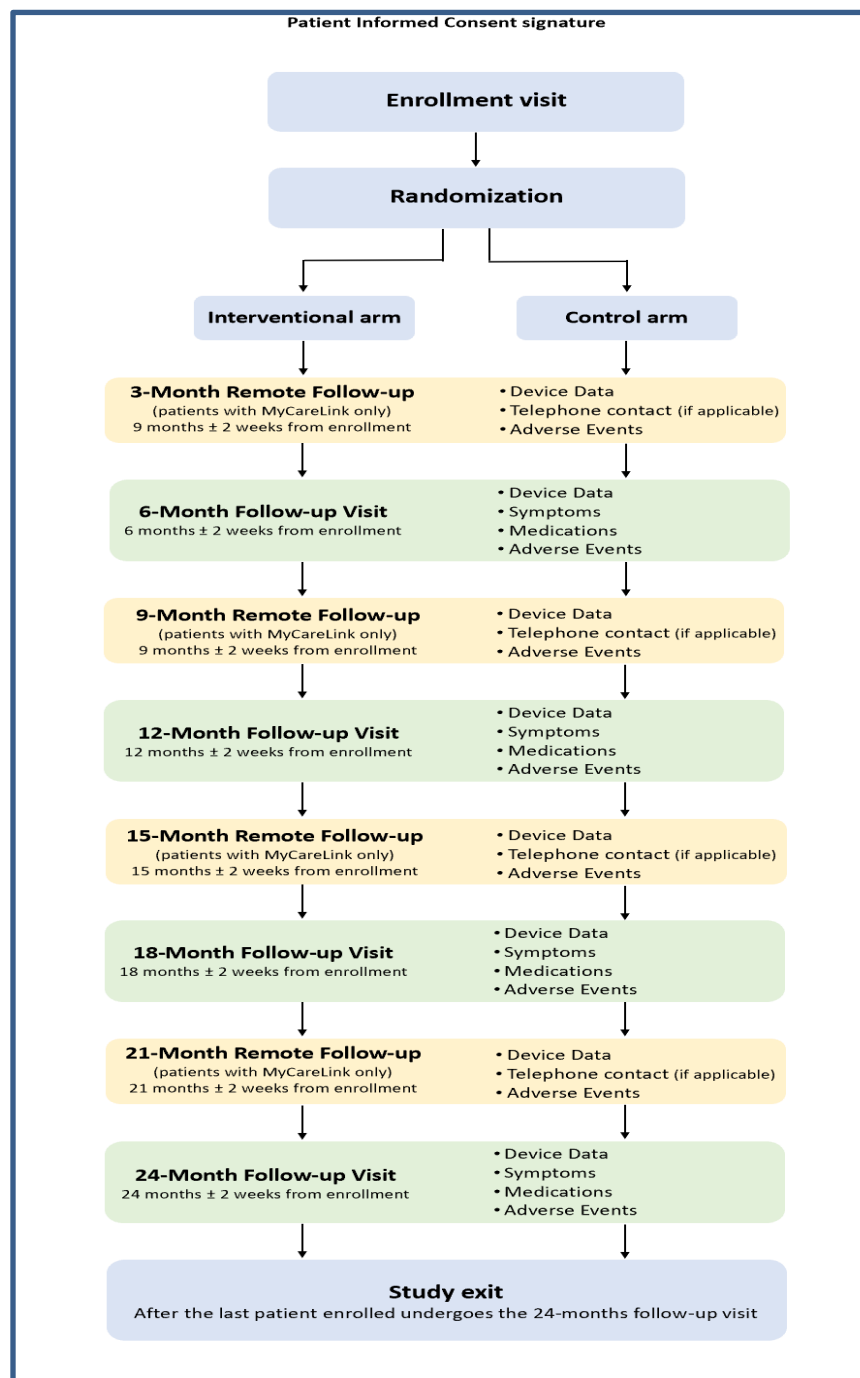 Patient Informed Consent signature
Enrollment visit
Randomization
Interventional arm
Control arm
3-Month Remote Follow-up
(patients with MyCareLink only)
9 months ± 2 weeks from enrollment
• Device Data
• Telephone contact (if applicable)
• Adverse Events
6-Month Follow-up Visit
6 months ± 2 weeks from enrollment
• Device Data
• Symptoms
• Medications
• Adverse Events
9-Month Remote Follow-up
(patients with MyCareLink only)
9 months ± 2 weeks from enrollment
• Device Data
• Telephone contact (if applicable)
• Adverse Events
12-Month Follow-up Visit
12 months ± 2 weeks from enrollment
• Device Data
• Symptoms
• Medications
• Adverse Events
15-Month Remote Follow-up
(patients with MyCareLink only)
15 months ± 2 weeks from enrollment
• Device Data
• Telephone contact (if applicable)
• Adverse Events
18-Month Follow-up Visit
18 months ± 2 weeks from enrollment
• Device Data
• Symptoms
• Medications
• Adverse Events
21-Month Remote Follow-up
(patients with MyCareLink only)
21 months ± 2 weeks from enrollment
• Device Data
• Telephone contact (if applicable)
• Adverse Events
24-Month Follow-up Visit
24 months ± 2 weeks from enrollment
• Device Data
• Symptoms
• Medications
• Adverse Events
Study exit
After the last patient enrolled undergoes the 24-months follow-up visit